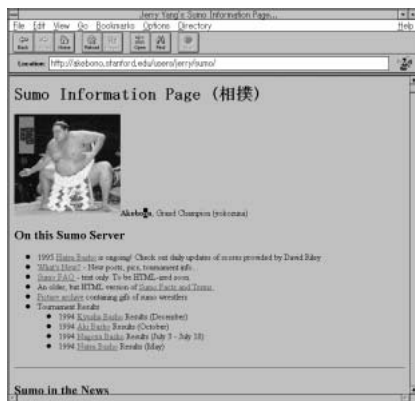 Jerry Yang's Sumo Information Page...
File Edit View Go Bookmarks Options Directory Help
Back Home Reload Open Find
Location: http://akebono.stanford.edu/users/jerry/sumo/
Sumo Information Page (相撲)
Akebono, Grand Champion (yokozuna)
On this Sumo Server
1995 Hatsu Basho is ongoing! Check out daily updates of scores provided by David Riley
What's New? - New posts, pics, tournament info.
Sumo FAQ - text only. To be HTML-ized soon.
An older, but HTML version of Sumo Facts and Terms.
Picture archive containing gifs of sumo wrestlers
Tournament Results
1994 Kyushu Basho Results (December)
1994 Aki Basho Results (October)
1994 Nagoya Basho Results (July 3 - July 18)
1994 Natsu Basho Results (May)
Sumo in the News